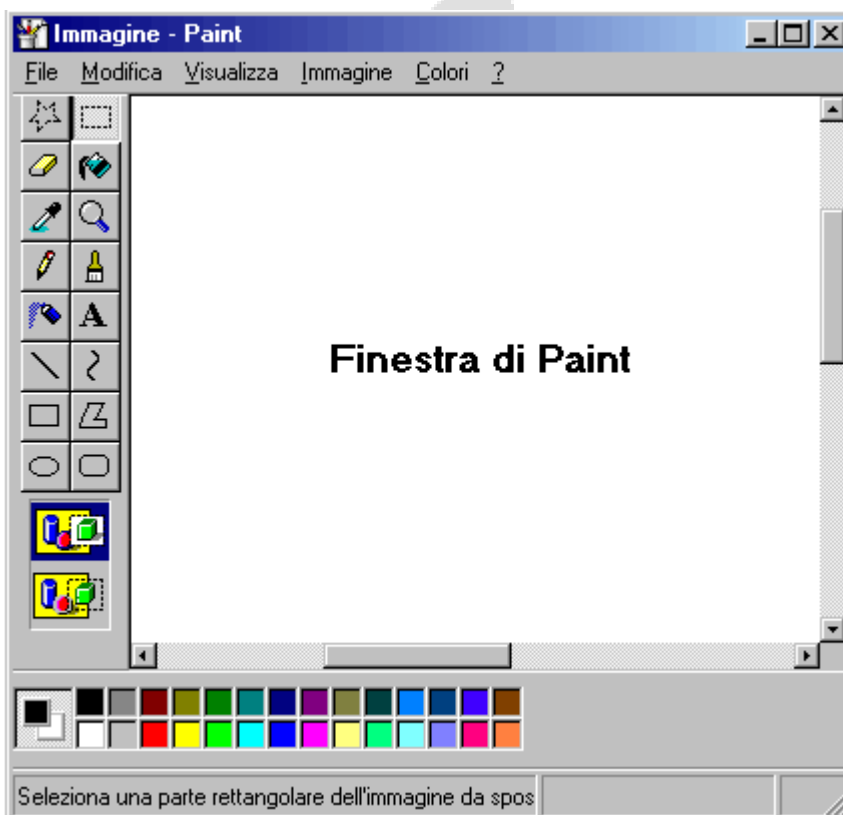 Immagine - Paint
File Modifica Visualizza Immagine Colori ?
A
Finestra di Paint
Seleziona una parte rettangolare dell'immagine da spos